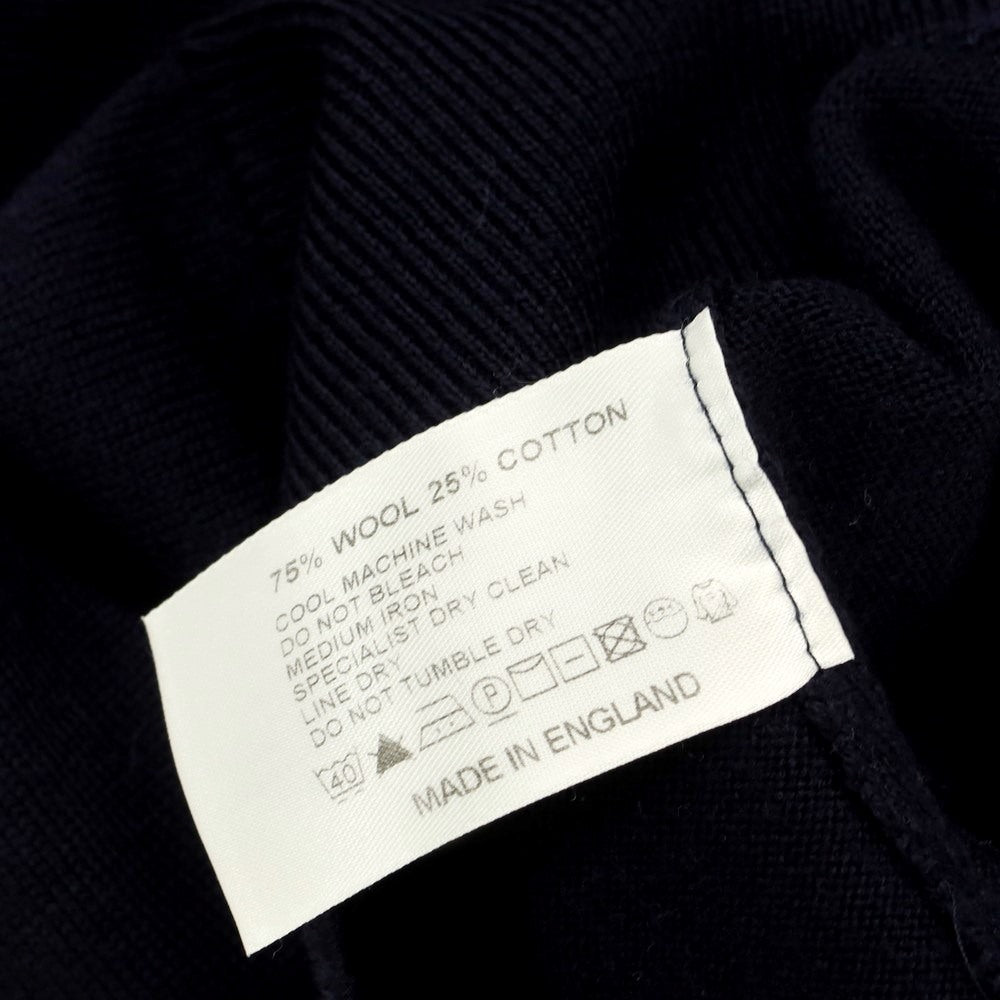 75% WOOL 25% COTTON
COOL MACHINE WASH
DO NOT BLEACH
MEDIUM IRON
SPECIALIST DRY CLEAN
LINE DRY
DO NOT TUMBLE DRY
40 P
MADE IN ENGLAND